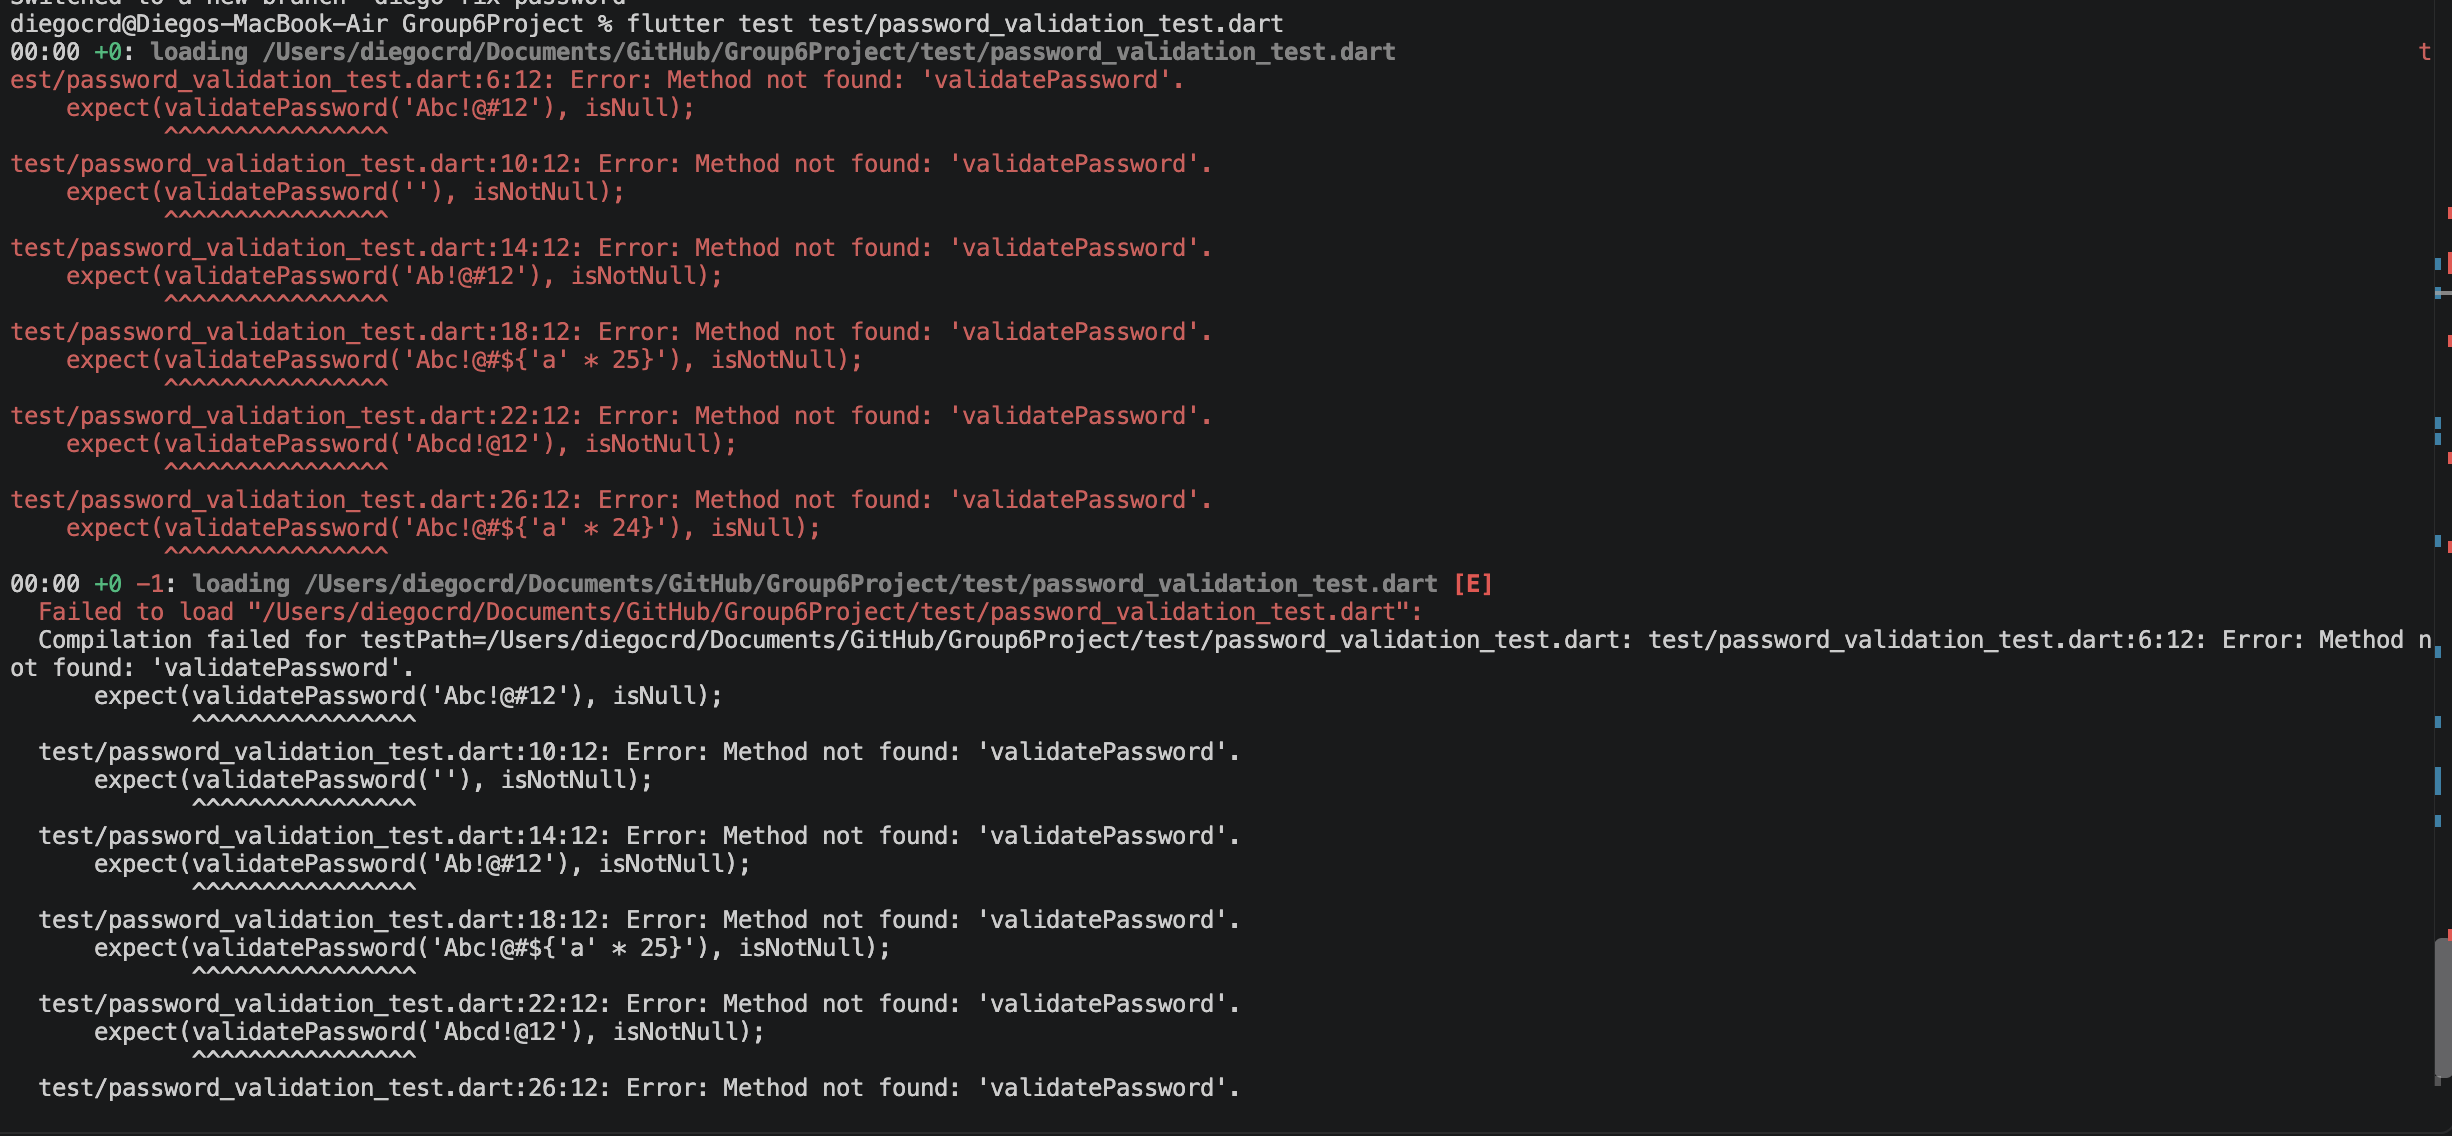 Switched to a new branch 'diego-fix-password'
diegocrd@Diegos-MacBook-Air Group6Project % flutter test test/password_validation_test.dart
00:00 +0: loading /Users/diegocrd/Documents/GitHub/Group6Project/test/password_validation_test.dart t
est/password_validation_test.dart:6:12: Error: Method not found: 'validatePassword'.
    expect(validatePassword('Abc!@#12'), isNull);
           ^^^^^^^^^^^^^^^^
test/password_validation_test.dart:10:12: Error: Method not found: 'validatePassword'.
    expect(validatePassword(''), isNotNull);
           ^^^^^^^^^^^^^^^^
test/password_validation_test.dart:14:12: Error: Method not found: 'validatePassword'.
    expect(validatePassword('Ab!@#12'), isNotNull);
           ^^^^^^^^^^^^^^^^
test/password_validation_test.dart:18:12: Error: Method not found: 'validatePassword'.
    expect(validatePassword('Abc!@#${'a' * 25}'), isNotNull);
           ^^^^^^^^^^^^^^^^
test/password_validation_test.dart:22:12: Error: Method not found: 'validatePassword'.
    expect(validatePassword('Abcd!@12'), isNotNull);
           ^^^^^^^^^^^^^^^^
test/password_validation_test.dart:26:12: Error: Method not found: 'validatePassword'.
    expect(validatePassword('Abc!@#${'a' * 24}'), isNull);
           ^^^^^^^^^^^^^^^^
00:00 +0 -1: loading /Users/diegocrd/Documents/GitHub/Group6Project/test/password_validation_test.dart [E]
  Failed to load "/Users/diegocrd/Documents/GitHub/Group6Project/test/password_validation_test.dart":
  Compilation failed for testPath=/Users/diegocrd/Documents/GitHub/Group6Project/test/password_validation_test.dart: test/password_validation_test.dart:6:12: Error: Method n
ot found: 'validatePassword'.
      expect(validatePassword('Abc!@#12'), isNull);
             ^^^^^^^^^^^^^^^^
  test/password_validation_test.dart:10:12: Error: Method not found: 'validatePassword'.
      expect(validatePassword(''), isNotNull);
             ^^^^^^^^^^^^^^^^
  test/password_validation_test.dart:14:12: Error: Method not found: 'validatePassword'.
      expect(validatePassword('Ab!@#12'), isNotNull);
             ^^^^^^^^^^^^^^^^
  test/password_validation_test.dart:18:12: Error: Method not found: 'validatePassword'.
      expect(validatePassword('Abc!@#${'a' * 25}'), isNotNull);
             ^^^^^^^^^^^^^^^^
  test/password_validation_test.dart:22:12: Error: Method not found: 'validatePassword'.
      expect(validatePassword('Abcd!@12'), isNotNull);
             ^^^^^^^^^^^^^^^^
  test/password_validation_test.dart:26:12: Error: Method not found: 'validatePassword'.